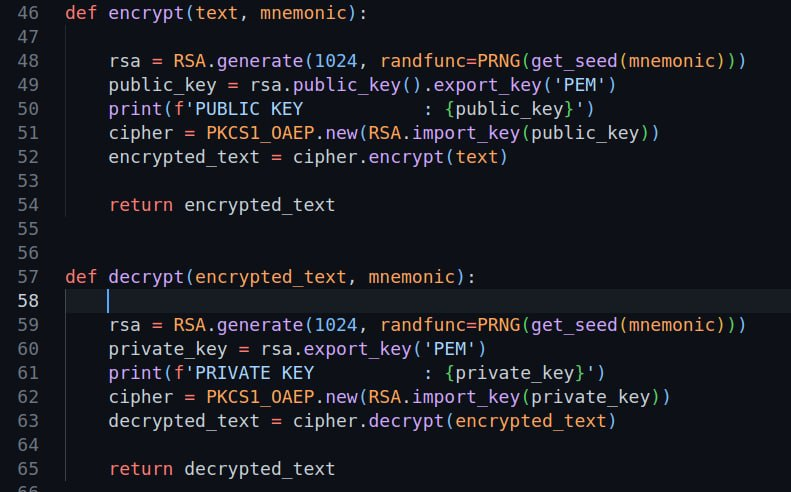 46 def encrypt(text, mnemonic):
47
48     rsa = RSA.generate(1024, randfunc=PRNG(get_seed(mnemonic)))
49     public_key = rsa.public_key().export_key('PEM')
50     print(f'PUBLIC KEY           : {public_key}')
51     cipher = PKCS1_OAEP.new(RSA.import_key(public_key))
52     encrypted_text = cipher.encrypt(text)
53
54     return encrypted_text
55
56
57 def decrypt(encrypted_text, mnemonic):
58
59     rsa = RSA.generate(1024, randfunc=PRNG(get_seed(mnemonic)))
60     private_key = rsa.export_key('PEM')
61     print(f'PRIVATE KEY          : {private_key}')
62     cipher = PKCS1_OAEP.new(RSA.import_key(private_key))
63     decrypted_text = cipher.decrypt(encrypted_text)
64
65     return decrypted_text
66